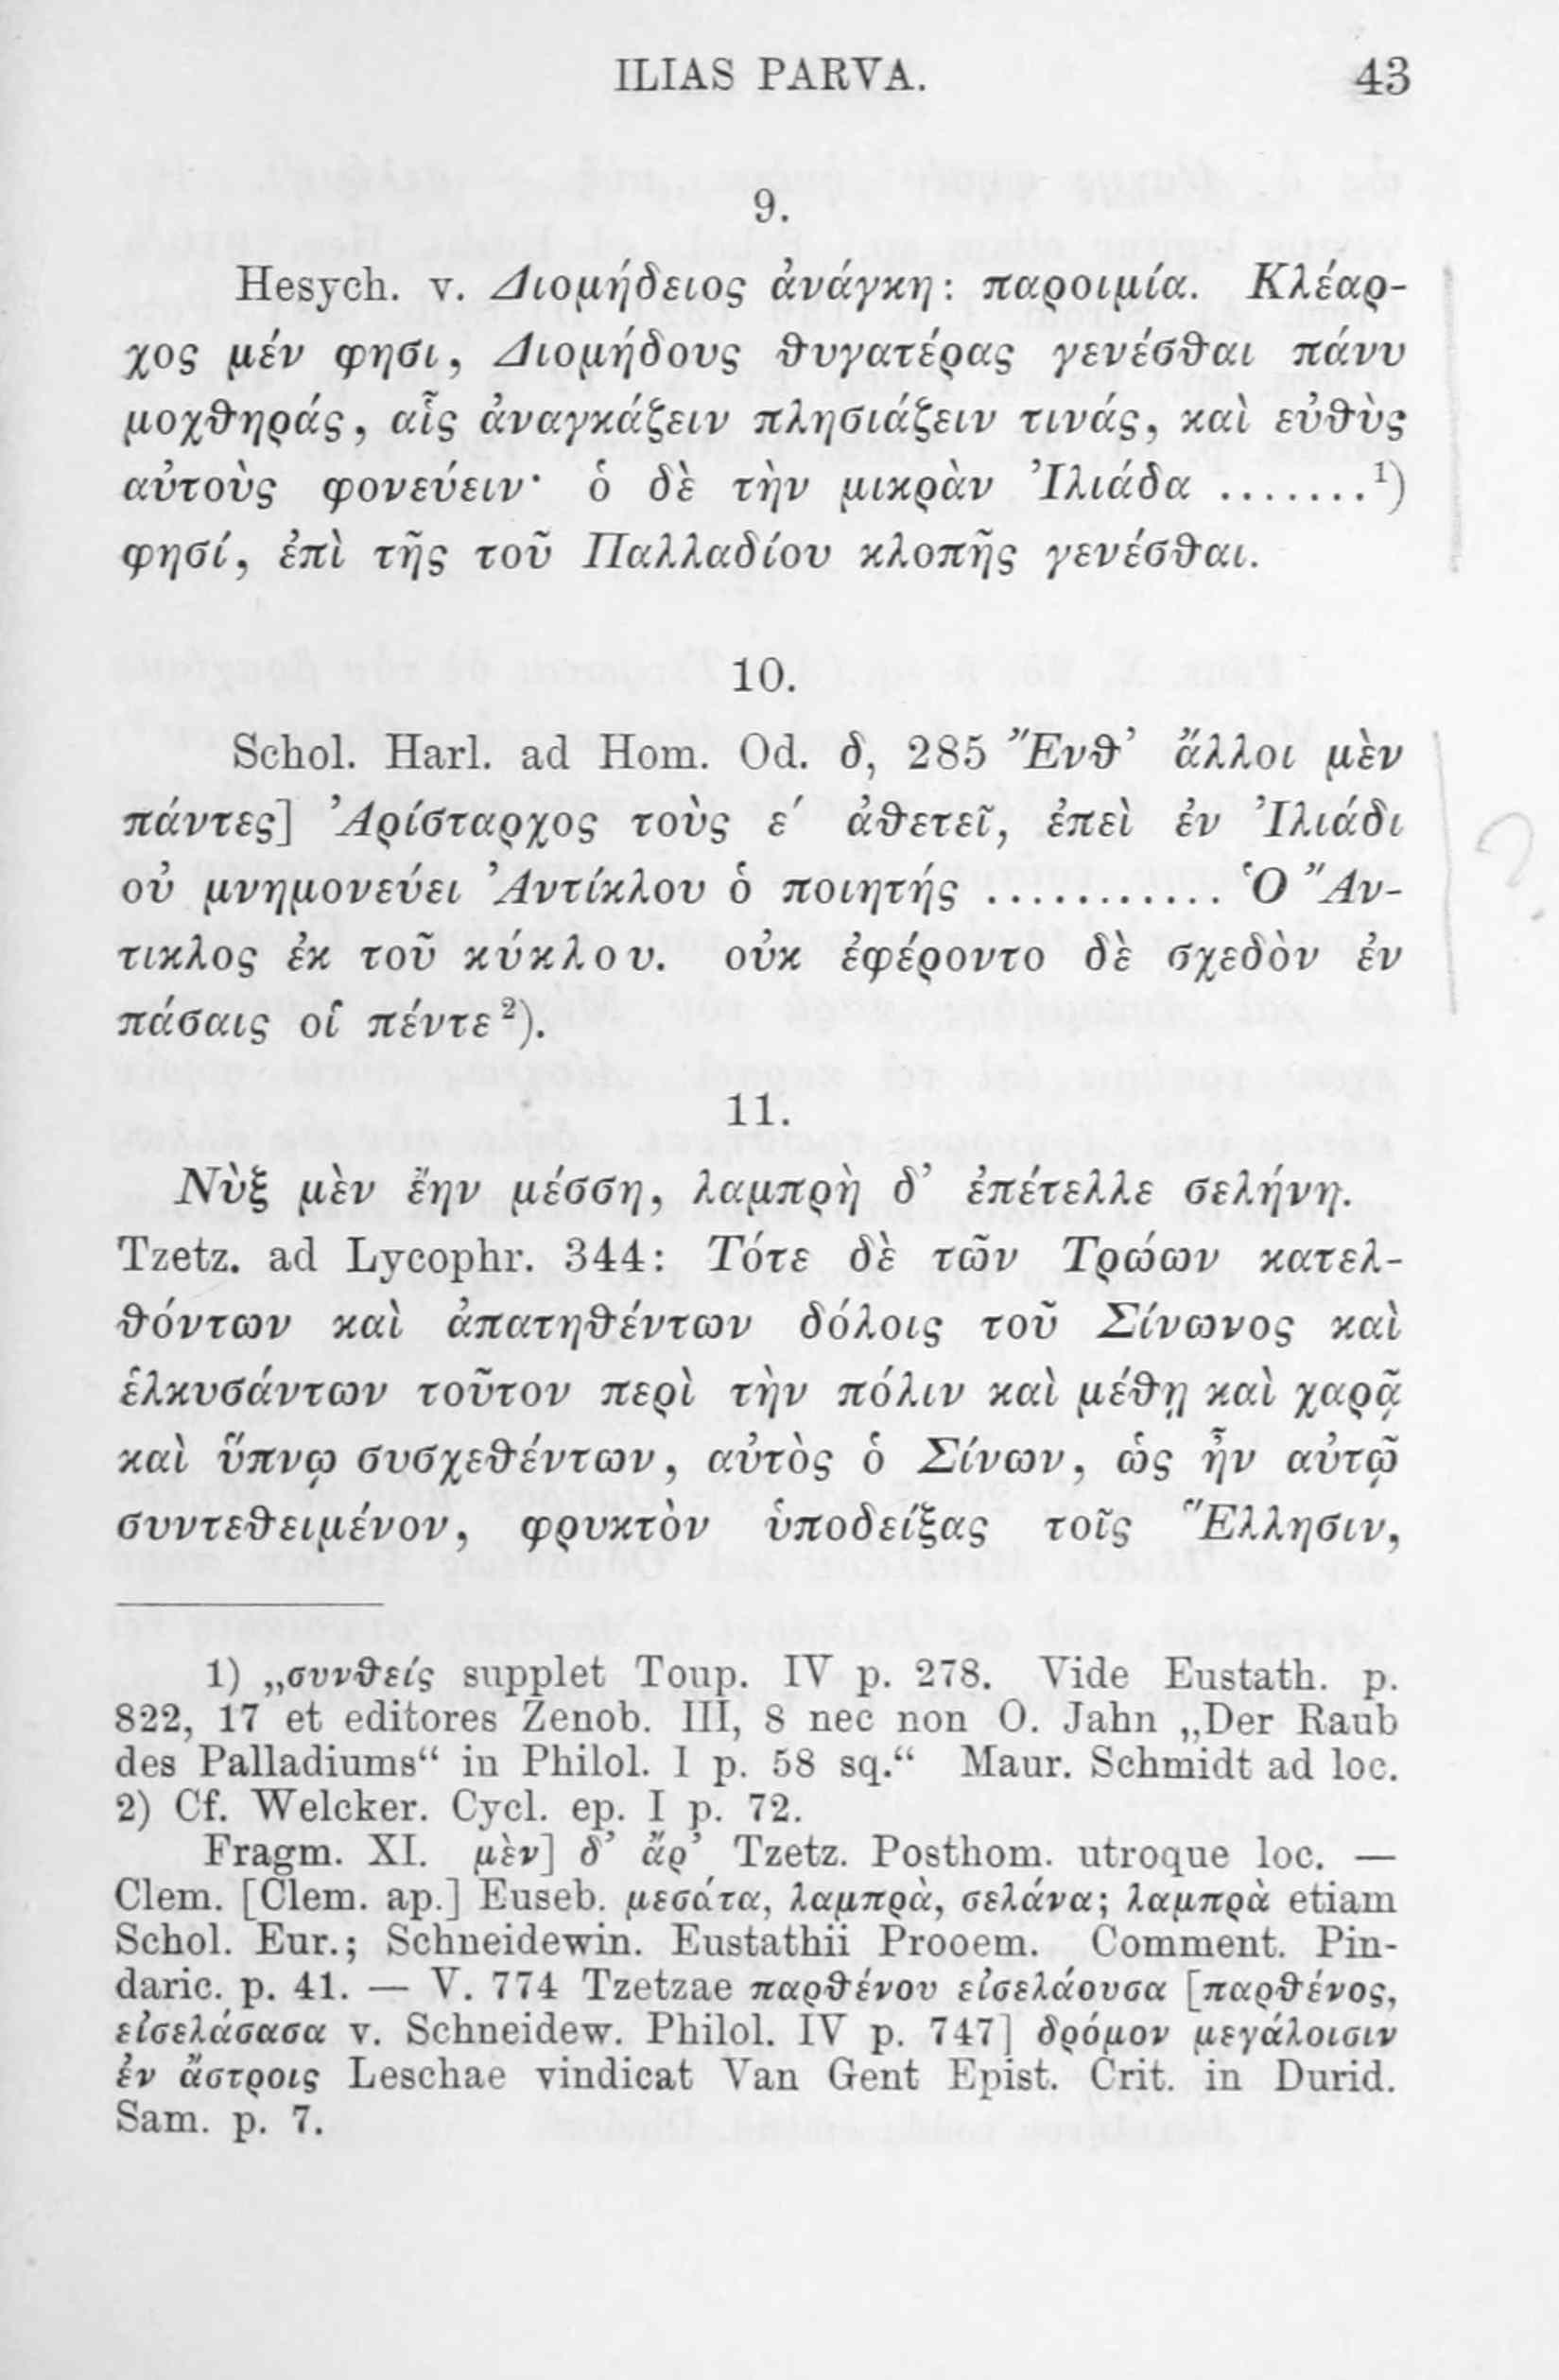 ILIAS PARVA. 43
9.
Hesych. v. Διομήδειος ἀνάγκη: παροιμία. Κλέαρ-
χος μέν φησι, Διομήδους θυγατέρας γενέσθαι πάνυ
μοχθηράς, αἷς ἀναγκάζειν πλησιάζειν τινάς, καὶ εὐθὺς
αὐτοὺς φονεύειν· ὁ δὲ τὴν μικρὰν Ἰλιάδα .......¹)
φησί, ἐπὶ τῆς τοῦ Παλλαδίου κλοπῆς γενέσθαι.
10.
Schol. Harl. ad Hom. Od. δ, 285 Ἔνθ’ ἄλλοι μὲν
πάντες] Ἀρίσταρχος τοὺς ε΄ ἀθετεῖ, ἐπεὶ ἐν Ἰλιάδι
οὐ μνημονεύει Ἀντίκλου ὁ ποιητής ............ Ὁ Ἄν-
τικλος ἐκ τοῦ κύκλου. οὐκ ἐφέροντο δὲ σχεδὸν ἐν
πάσαις οἱ πέντε²).
11.
Νὺξ μὲν ἔην μέσση, λαμπρὴ δ’ ἐπέτελλε σελήνη.
Tzetz. ad Lycophr. 344: Τότε δὲ τῶν Τρώων κατελ-
θόντων καὶ ἀπατηθέντων δόλοις τοῦ Σίνωνος καὶ
ἑλκυσάντων τοῦτον περὶ τὴν πόλιν καὶ μέθῃ καὶ χαρᾷ
καὶ ὕπνῳ συσχεθέντων, αὐτὸς ὁ Σίνων, ὡς ἦν αὐτῷ
συντεθειμένον, φρυκτὸν ὑποδείξας τοῖς Ἕλλησιν,
1) „συνθείς supplet Toup. IV p. 278. Vide Eustath. p.
822, 17 et editores Zenob. III, 8 nec non O. Jahn „Der Raub
des Palladiums“ in Philol. I p. 58 sq.“ Maur. Schmidt ad loc.
2) Cf. Welcker. Cycl. ep. I p. 72.
Fragm. XI. μὲν] δ’ ἄρ’ Tzetz. Posthom. utroque loc. —
Clem. [Clem. ap.] Euseb. μεσάτα, λαμπρὰ, σελάνα; λαμπρὰ etiam
Schol. Eur.; Schneidewin. Eustathii Prooem. Comment. Pin-
daric. p. 41. — V. 774 Tzetzae παρθένου εἰσελάουσα [παρθένος,
εἰσελάσασα v. Schneidew. Philol. IV p. 747] δρόμον μεγάλοισιν
ἐν ἄστροις Leschae vindicat Van Gent Epist. Crit. in Durid.
Sam. p. 7.